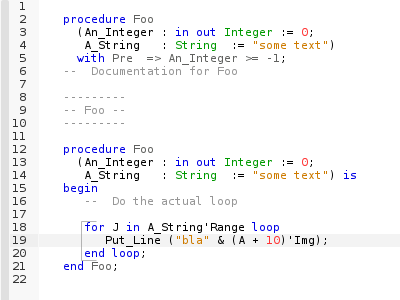 1
2 procedure Foo
3 (An_Integer : in out Integer := 0;
4 A_String : String := "some text")
5 with Pre => An_Integer >= -1;
6 -- Documentation for Foo
7
8 ---------
9 -- Foo --
10 ---------
11
12 procedure Foo
13 (An_Integer : in out Integer := 0;
14 A_String : String := "some text") is
15 begin
16 -- Do the actual loop
17
18 for J in A_String'Range loop
19 Put_Line ("bla" & (A + 10)'Img);
20 end loop;
21 end Foo;
22